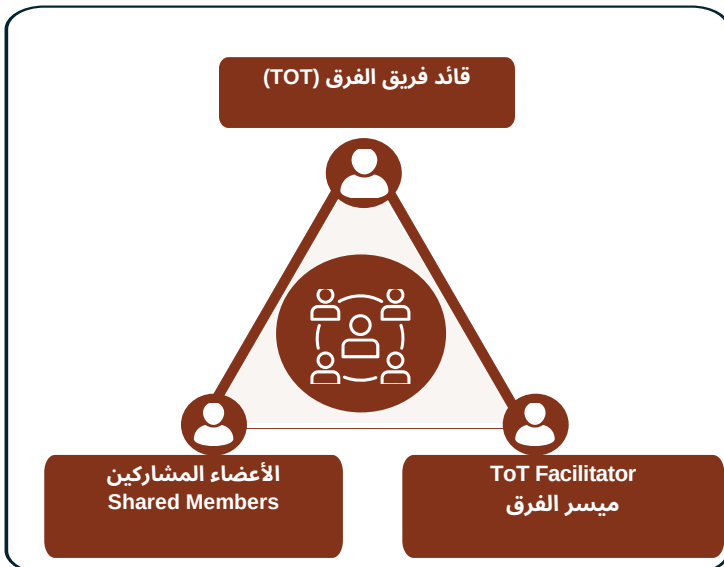 قائد فريق الفرق (TOT)
الأعضاء المشاركين
Shared Members
ToT Facilitator
ميسر الفرق